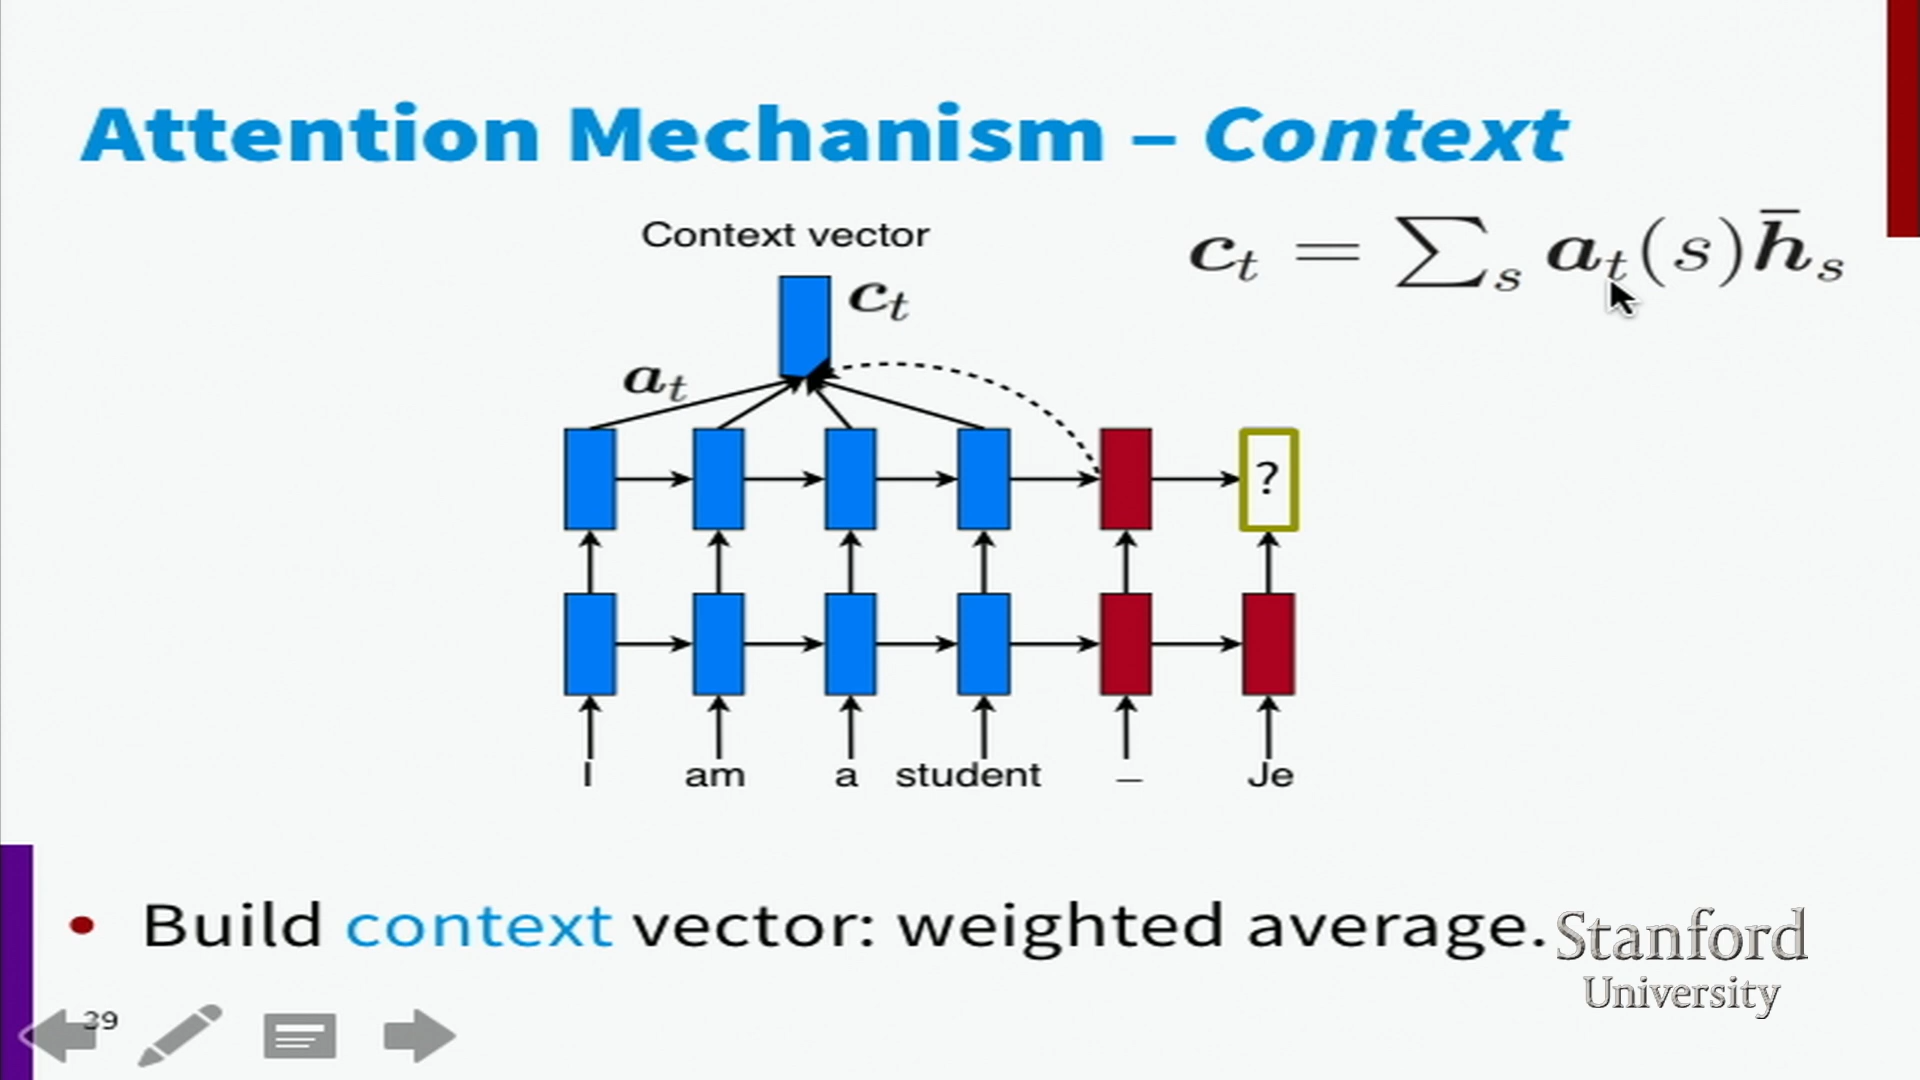 Attention Mechanism – Context
Context vector
c_t = ∑_s a_t(s) h̄_s
c_t
a_t
?
I am a student _ Je
• Build context vector: weighted average.
Stanford
University
39